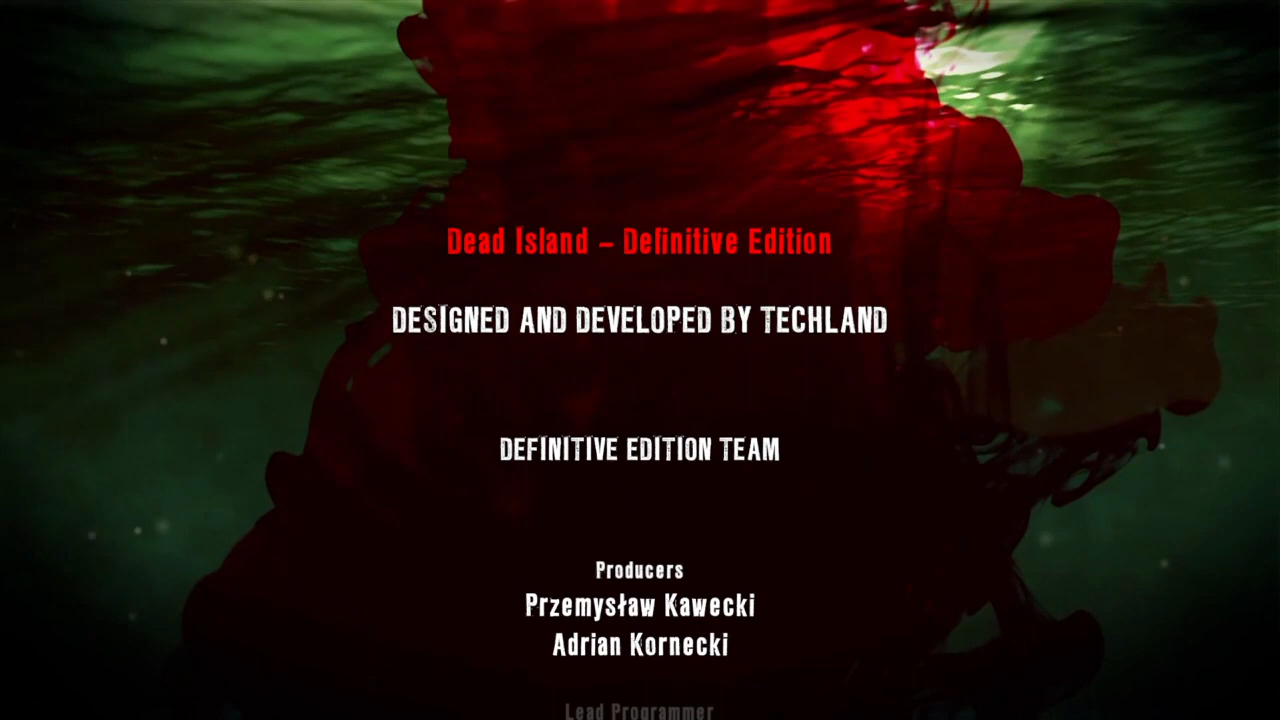 Dead Island – Definitive Edition
DESIGNED AND DEVELOPED BY TECHLAND
DEFINITIVE EDITION TEAM
Producers
Przemysław Kawecki
Adrian Kornecki
Lead Programmer